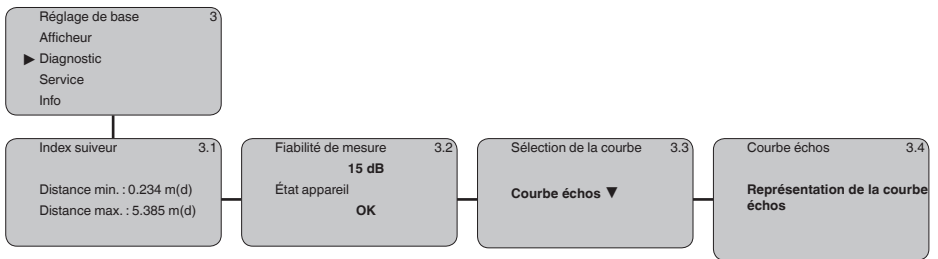 Réglage de base 3
Afficheur
▶ Diagnostic
Service
Info
Index suiveur 3.1
Distance min. : 0.234 m(d)
Distance max. : 5.385 m(d)
Fiabilité de mesure 3.2
15 dB
État appareil
OK
Sélection de la courbe 3.3
Courbe échos ▼
Courbe échos 3.4
Représentation de la courbe
échos